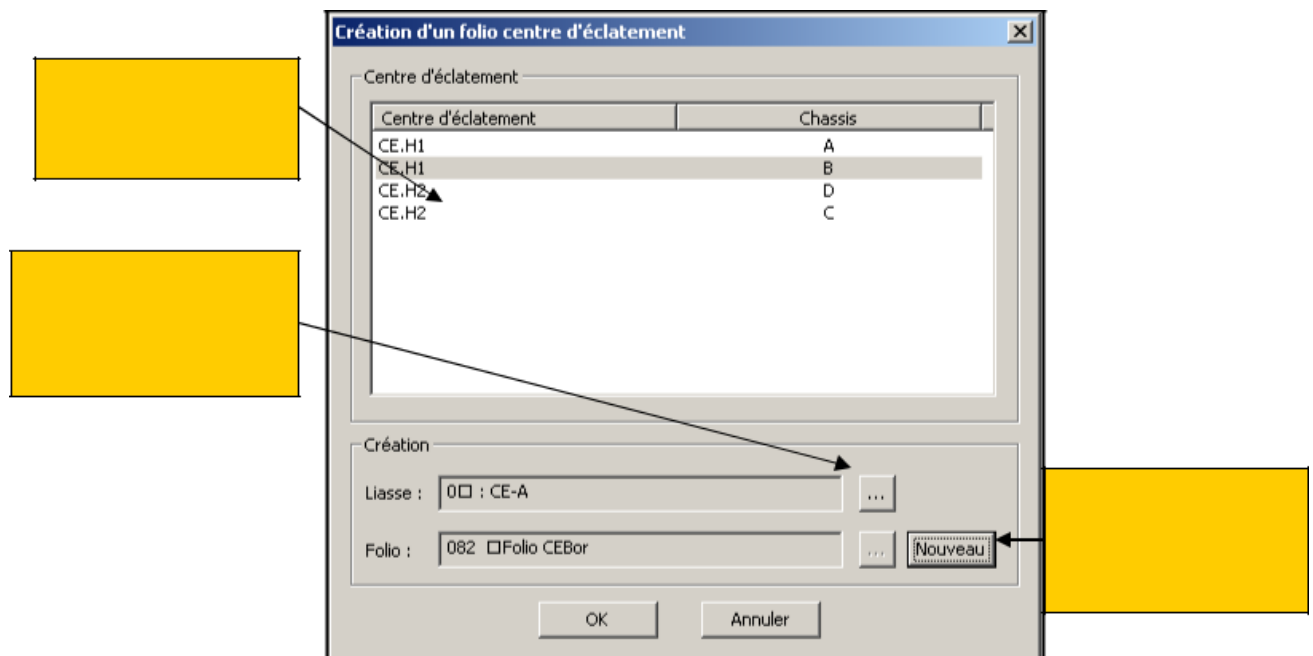 Création d'un folio centre d'éclatement
Centre d'éclatement
Centre d'éclatement Chassis
CE.H1 A
CE.H1 B
CE.H2 D
CE.H2 C
Création
Liasse : 0□ : CE-A ...
Folio : 082 □Folio CEBor ... Nouveau
OK Annuler